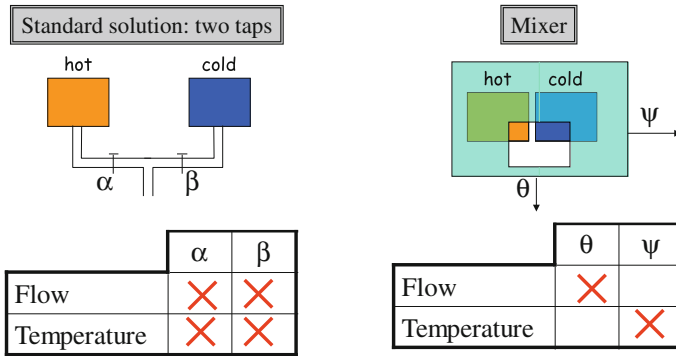 Standard solution: two taps
hot cold
α β
α β
Flow
Temperature
Mixer
hot cold
ψ
θ
θ ψ
Flow
Temperature